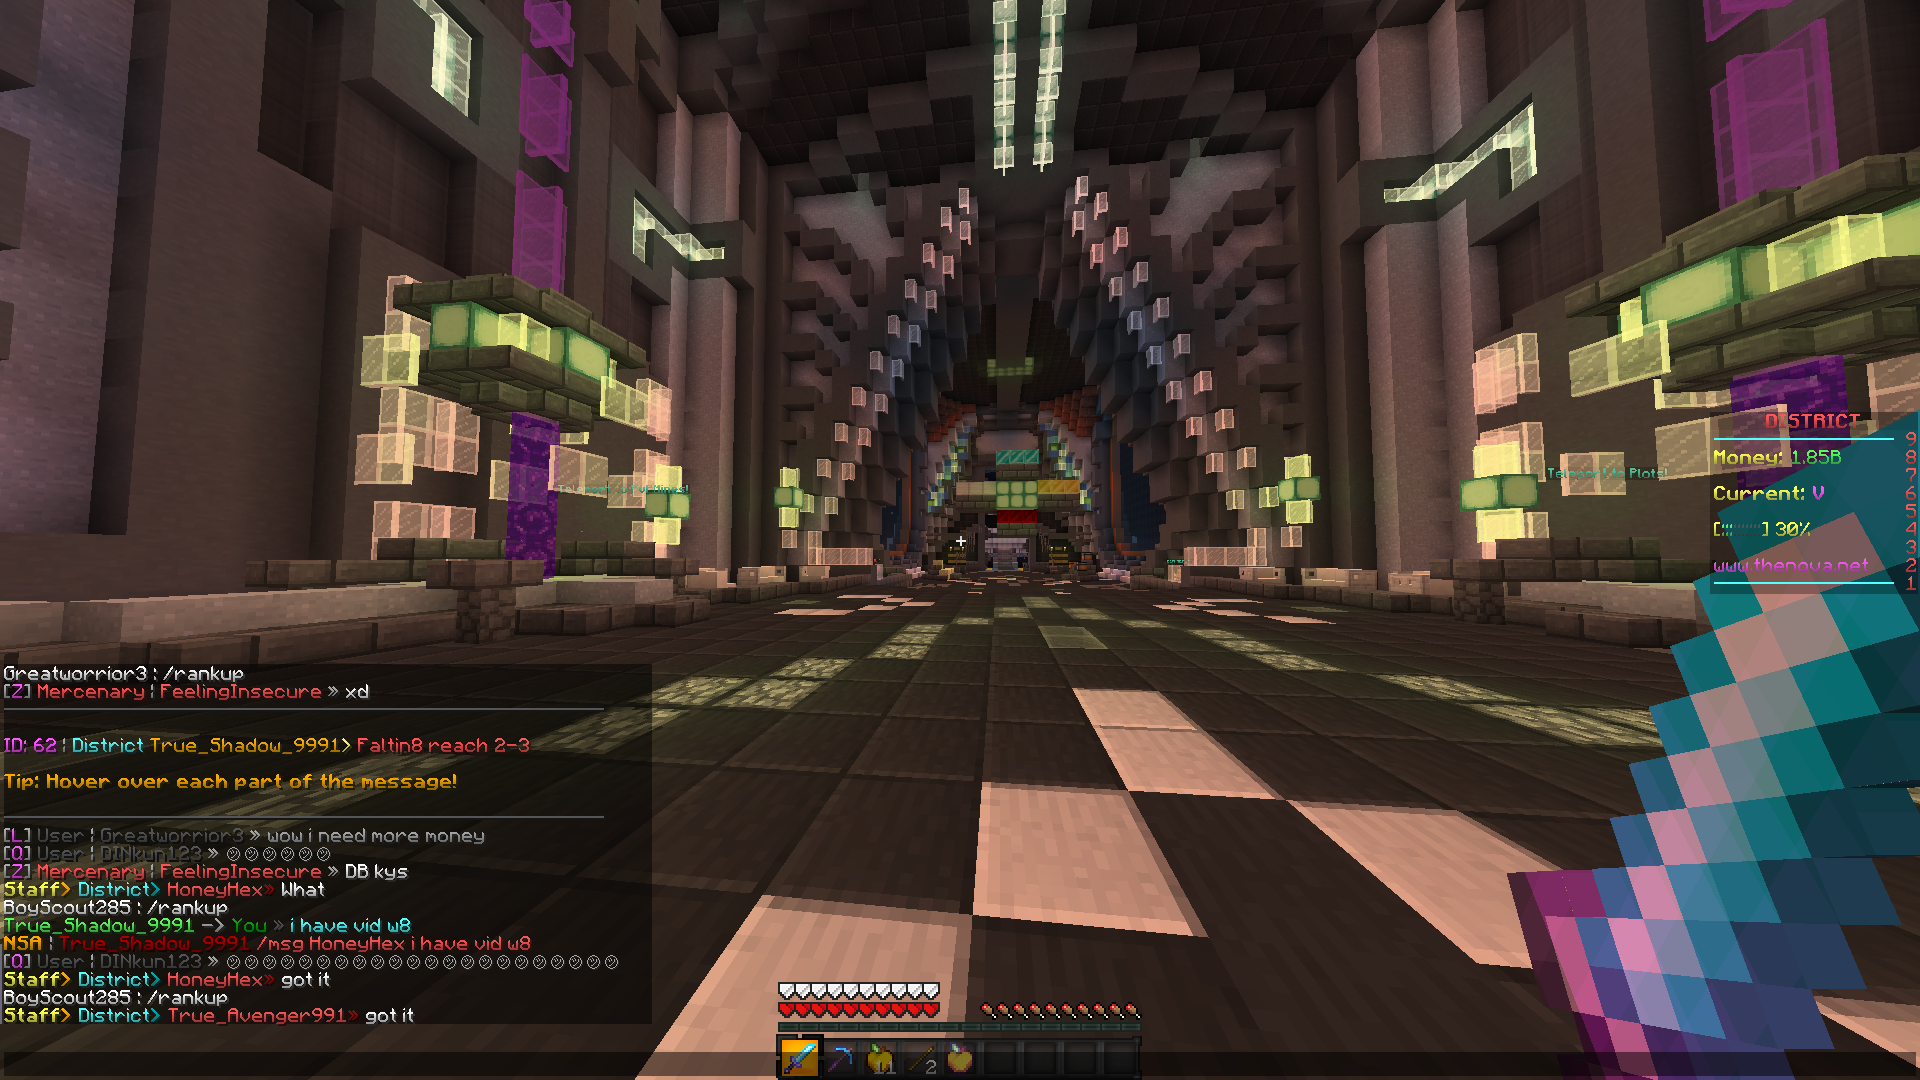 DISTRICT
Money: 1.85B
Current: V
[:::::::::] 30%
www.thenova.net
9
8
7
6
5
4
3
2
1
Teleport to Plots!
Greatworrior3 : /rankup
[Z] Mercenary ¦ FeelingInsecure » xd
ID: 62 ¦ District True_Shadow_9991> Faltin8 reach 2-3
Tip: Hover over each part of the message!
[L] User ¦ Greatworrior3 » wow i need more money
[Q] User ¦ DINkun123 »
[Z] Mercenary ¦ FeelingInsecure » DB kys
Staff> District> HoneyHex» What
BoyScout285 : /rankup
True_Shadow_9991 -> You » i have vid w8
NSA ¦ True_Shadow_9991 /msg HoneyHex i have vid w8
[Q] User ¦ DINkun123 »
Staff> District> HoneyHex» got it
BoyScout285 : /rankup
Staff> District> True_Avenger991» got it
11
2